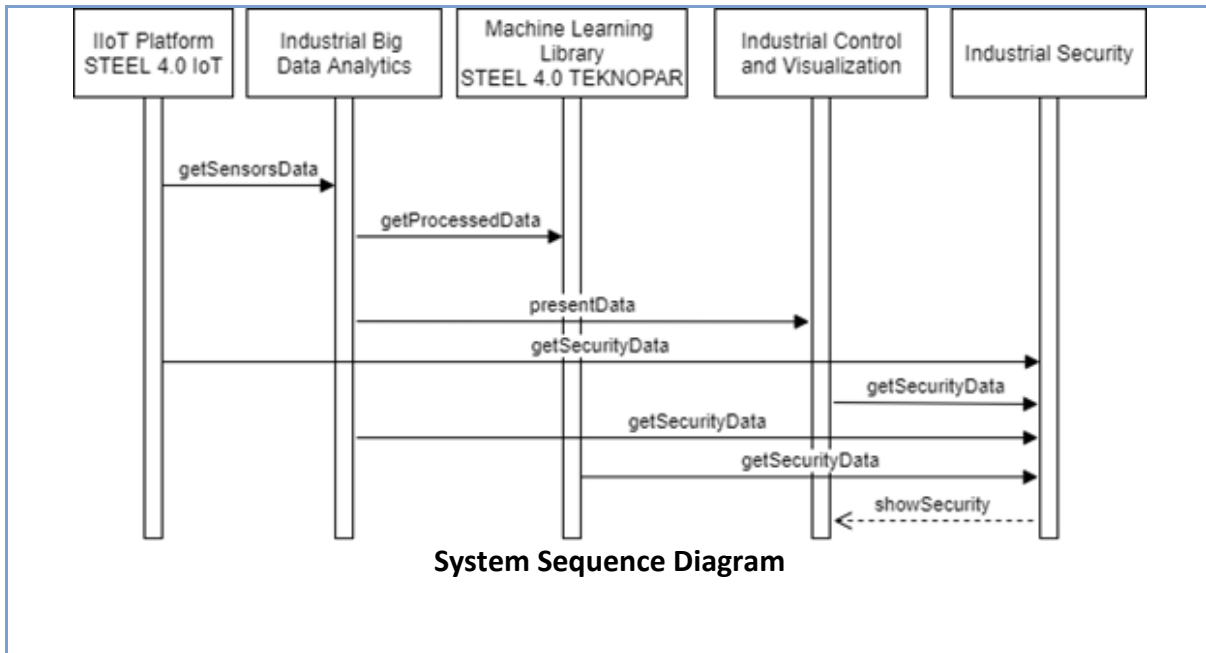 IIoT Platform
STEEL 4.0 IoT
Industrial Big
Data Analytics
Machine Learning
Library
STEEL 4.0 TEKNOPAR
Industrial Control
and Visualization
Industrial Security
getSensorsData
getProcessedData
presentData
getSecurityData
getSecurityData
getSecurityData
getSecurityData
showSecurity
System Sequence Diagram